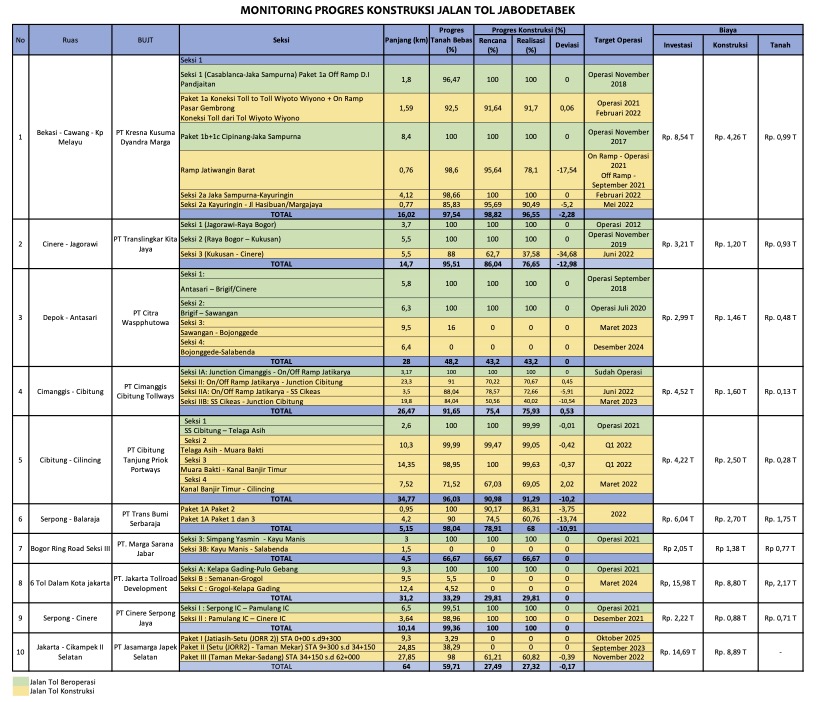 MONITORING PROGRES KONSTRUKSI JALAN TOL JABODETABEK
No Ruas BUJT Seksi Panjang (km) Progres Tanah Bebas (%) Progres Konstruksi (%) Target Operasi Biaya
Rencana (%) Realisasi (%) Deviasi Investasi Konstruksi Tanah
1 Bekasi - Cawang - Kp Melayu PT Kresna Kusuma Dyandra Marga Rp. 8,54 T Rp. 4,26 T Rp. 0,99 T
Seksi 1
Seksi 1 (Casablanca-Jaka Sampurna) Paket 1a Off Ramp D.I Pandjaitan 1,8 96,47 100 100 0 Operasi November 2018
Paket 1a Koneksi Toll to Toll Wiyoto Wiyono + On Ramp Pasar Gembrong
Koneksi Toll dari Tol Wiyoto Wiyono 1,59 92,5 91,64 91,7 0,06 Operasi 2021 Februari 2022
Paket 1b+1c Cipinang-Jaka Sampurna 8,4 100 100 100 0 Operasi November 2017
Ramp Jatiwangin Barat 0,76 98,6 95,64 78,1 -17,54 On Ramp - Operasi 2021 Off Ramp - September 2021
Seksi 2a Jaka Sampurna-Kayuringin 4,12 98,66 100 100 0 Februari 2022
Seksi 2a Kayuringin - Jl Hasibuan/Margajaya 0,77 85,83 95,69 90,49 -5,2 Mei 2022
TOTAL 16,02 97,54 98,82 96,55 -2,28
2 Cinere - Jagorawi PT Translingkar Kita Jaya Rp. 3,21 T Rp. 1,20 T Rp. 0,93 T
Seksi 1 (Jagorawi-Raya Bogor) 3,7 100 100 100 0 Operasi 2012
Seksi 2 (Raya Bogor – Kukusan) 5,5 100 100 100 0 Operasi November 2019
Seksi 3 (Kukusan - Cinere) 5,5 88 62,7 37,58 -34,68 Juni 2022
TOTAL 14,7 95,51 86,04 76,65 -12,98
3 Depok - Antasari PT Citra Waspphutowa Rp. 2,99 T Rp. 1,46 T Rp. 0,48 T
Seksi 1:
Antasari – Brigif/Cinere 5,8 100 100 100 0 Operasi September 2018
Seksi 2:
Brigif – Sawangan 6,3 100 100 100 0 Operasi Juli 2020
Seksi 3:
Sawangan - Bojonggede 9,5 16 0 0 0 Maret 2023
Seksi 4:
Bojonggede-Salabenda 6,4 0 0 0 0 Desember 2024
TOTAL 28 48,2 43,2 43,2 0
4 Cimanggis - Cibitung PT Cimanggis Cibitung Tollways Rp. 4,52 T Rp. 1,60 T Rp. 0,13 T
Seksi IA: Junction Cimanggis - On/Off Ramp Jatikarya 3,17 100 100 100 0 Sudah Operasi
Seksi II: On/Off Ramp Jatikarya - Junction Cibitung 23,3 91 70,22 70,67 0,45
Seksi IIA: On/Off Ramp Jatikarya - SS Cikeas 3,5 88,04 78,57 72,66 -5,91 Juni 2022
Seksi IIB: SS Cikeas - Junction Cibitung 19,8 84,04 50,56 40,02 -10,54 Maret 2023
TOTAL 26,47 91,65 75,4 75,93 0,53
5 Cibitung - Cilincing PT Cibitung Tanjung Priok Portways Rp. 4,22 T Rp. 2,50 T Rp. 0,28 T
Seksi 1
SS Cibitung – Telaga Asih 2,6 100 100 99,99 -0,01 Operasi 2021
Seksi 2
Telaga Asih - Muara Bakti 10,3 99,99 99,47 99,05 -0,42 Q1 2022
Seksi 3
Muara Bakti - Kanal Banjir Timur 14,35 98,95 100 99,63 -0,37 Q1 2022
Seksi 4
Kanal Banjir Timur - Cilincing 7,52 71,52 67,03 69,05 2,02 Maret 2022
TOTAL 34,77 96,03 90,98 91,29 -10,2
6 Serpong - Balaraja PT Trans Bumi Serbaraja 2022 Rp. 6,04 T Rp. 2,70 T Rp. 1,75 T
Paket 1A Paket 2 0,95 100 90,17 86,31 -3,75
Paket 1A Paket 1 dan 3 4,2 90 74,5 60,76 -13,74
TOTAL 5,15 98,04 78,91 68 -10,91
7 Bogor Ring Road Seksi III PT. Marga Sarana Jabar Rp 2,05 T Rp 1,38 T Rp 0,77 T
Seksi 3: Simpang Yasmin - Kayu Manis 3 100 100 100 0 Operasi 2021
Seksi 3B: Kayu Manis - Salabenda 1,5 0 0 0 0
TOTAL 4,5 66,67 66,67 66,67 0
8 6 Tol Dalam Kota jakarta PT. Jakarta Tollroad Development Maret 2024 Rp, 15,98 T Rp. 8,80 T Rp, 2,17 T
Seksi A: Kelapa Gading-Pulo Gebang 9,3 100 100 100 0 Operasi 2021
Seksi B : Semanan-Grogol 9,5 5,5 0 0 0
Seksi C : Grogol-Kelapa Gading 12,4 4,52 0 0 0
TOTAL 31,2 33,29 29,81 29,81 0
9 Serpong - Cinere PT Cinere Serpong Jaya Rp. 2,22 T Rp. 0,88 T Rp. 0,71 T
Seksi I : Serpong IC – Pamulang IC 6,5 99,51 100 100 0 Operasi 2021
Seksi II : Pamulang IC – Cinere IC 3,64 98,96 100 100 0 Desember 2021
TOTAL 10,14 99,36 100 100 0
10 Jakarta - Cikampek II Selatan PT Jasamarga Japek Selatan Rp. 14,69 T Rp. 8,89 T -
Paket I (Jatiasih-Setu (JORR 2)) STA 0+00 s.d9+300 9,3 3,29 0 0 0 Oktober 2025
Paket II (Setu (JORR2) - Taman Mekar) STA 9+300 s.d 34+150 24,85 38,29 0 0 0 September 2023
Paket III (Taman Mekar-Sadang) STA 34+150 s.d 62+000 27,85 98 61,21 60,82 -0,39 November 2022
TOTAL 64 59,71 27,49 27,32 -0,17
Jalan Tol Beroperasi
Jalan Tol Konstruksi